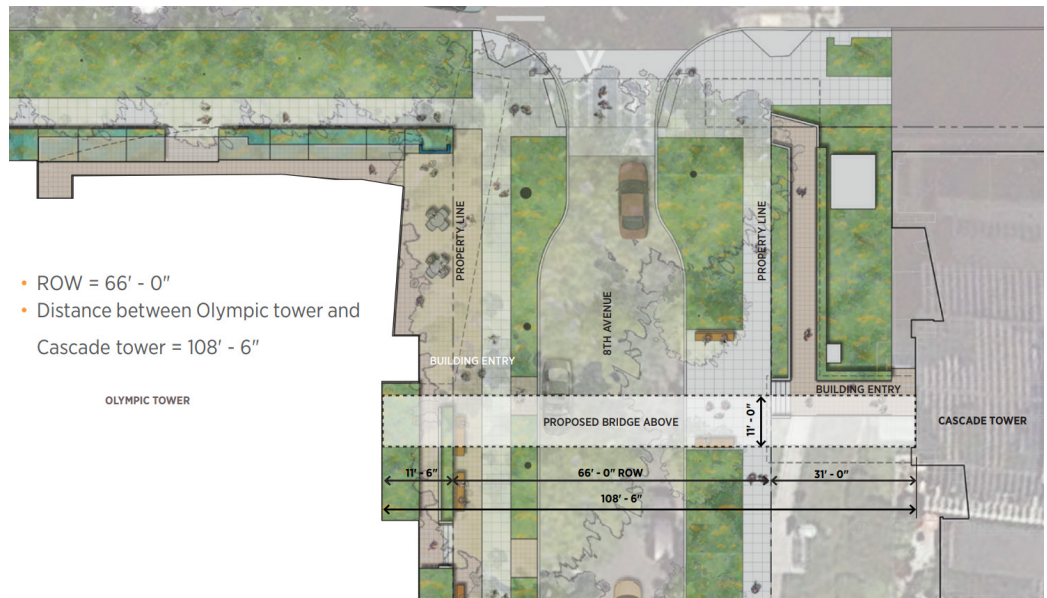 PROPERTY LINE
PROPERTY LINE
• ROW = 66' - 0"
• Distance between Olympic tower and
Cascade tower = 108' - 6"
8TH AVENUE
BUILDING ENTRY
BUILDING ENTRY
OLYMPIC TOWER
PROPOSED BRIDGE ABOVE
11' - 0"
CASCADE TOWER
11' - 6"
66' - 0" ROW
31' - 0"
108' - 6"